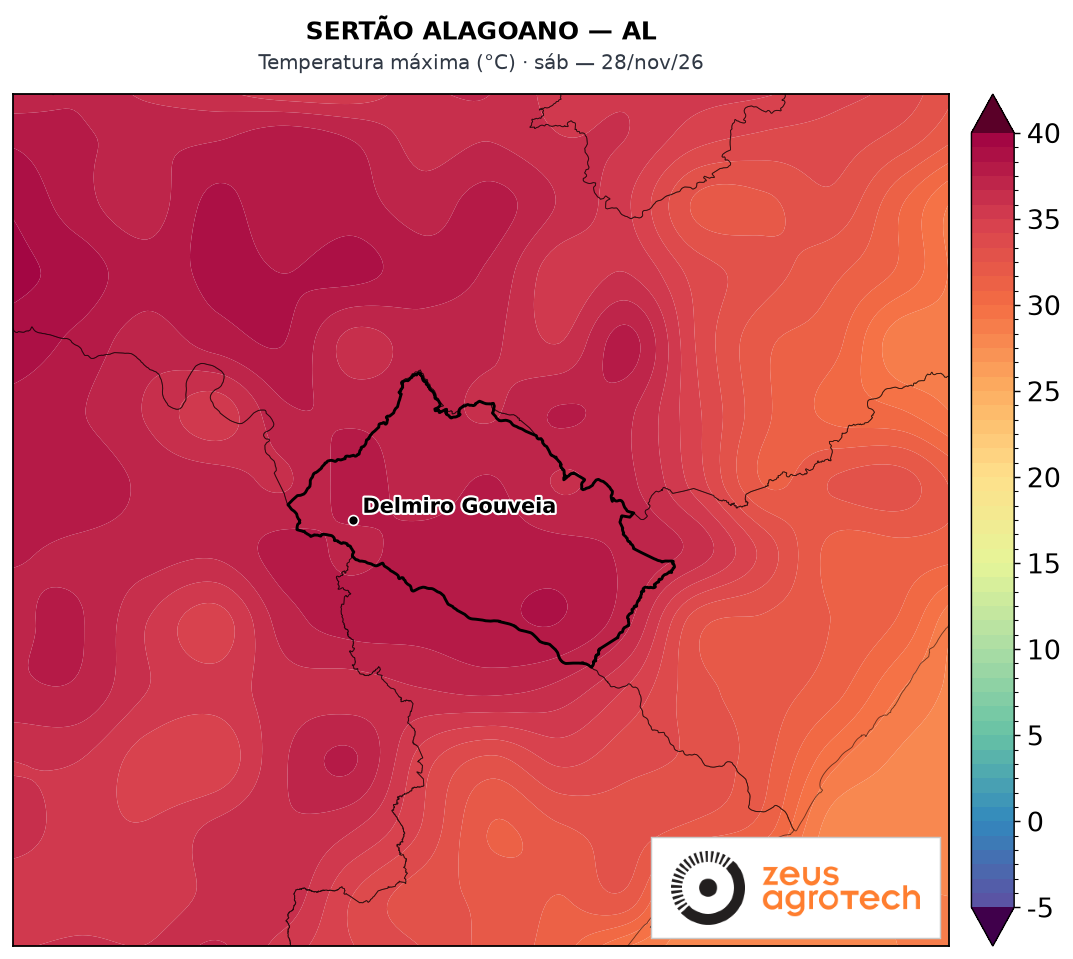 SERTÃO ALAGOANO — AL
Temperatura máxima (°C) · sáb — 28/nov/26
40
35
30
25
20
15
10
5
0
-5
Delmiro Gouveia
zeus
agrotech